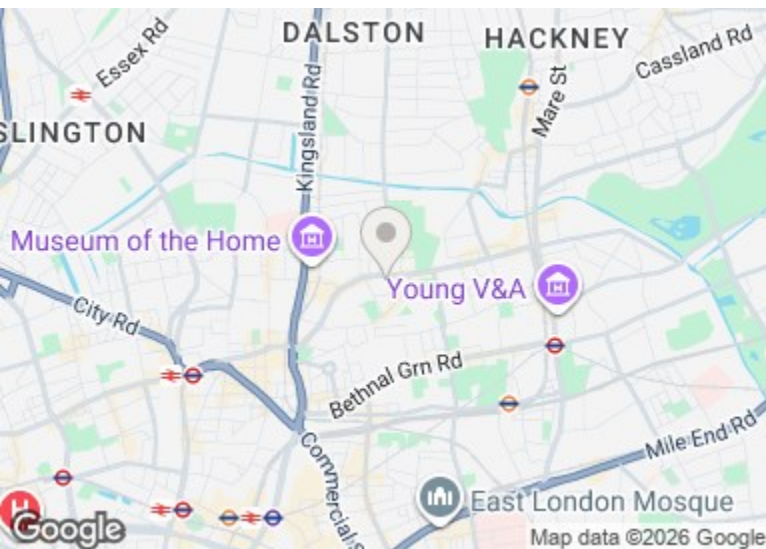 DALSTON
HACKNEY
Essex Rd
Cassland Rd
Kingsland Rd
Mare St
SLINGTON
Museum of the Home
Young V&A
City Rd
Bethnal Grn Rd
Commercial S
Mile End Rd
East London Mosque
H
Google
Map data ©2026 Google